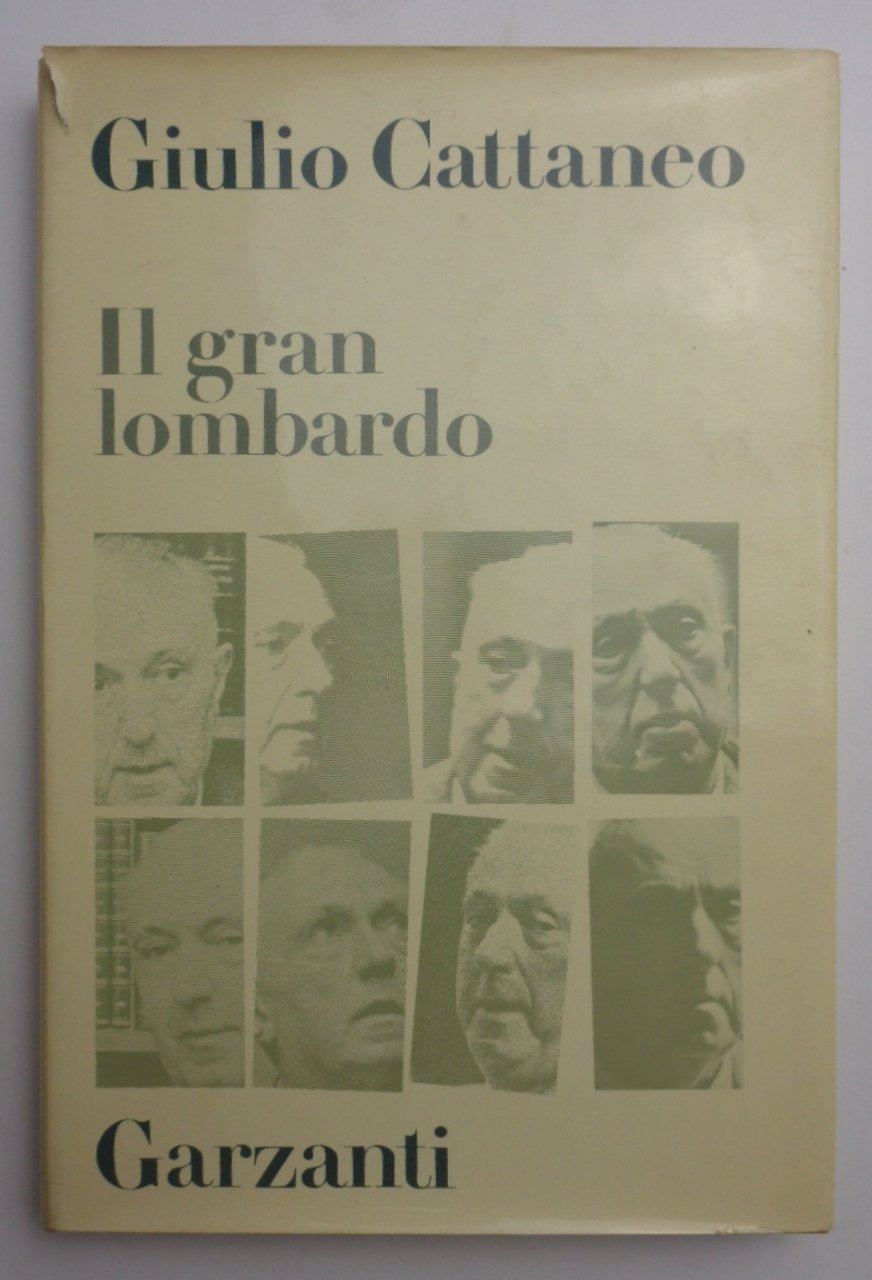 Giulio Cattaneo
Il gran
lombardo
Garzanti